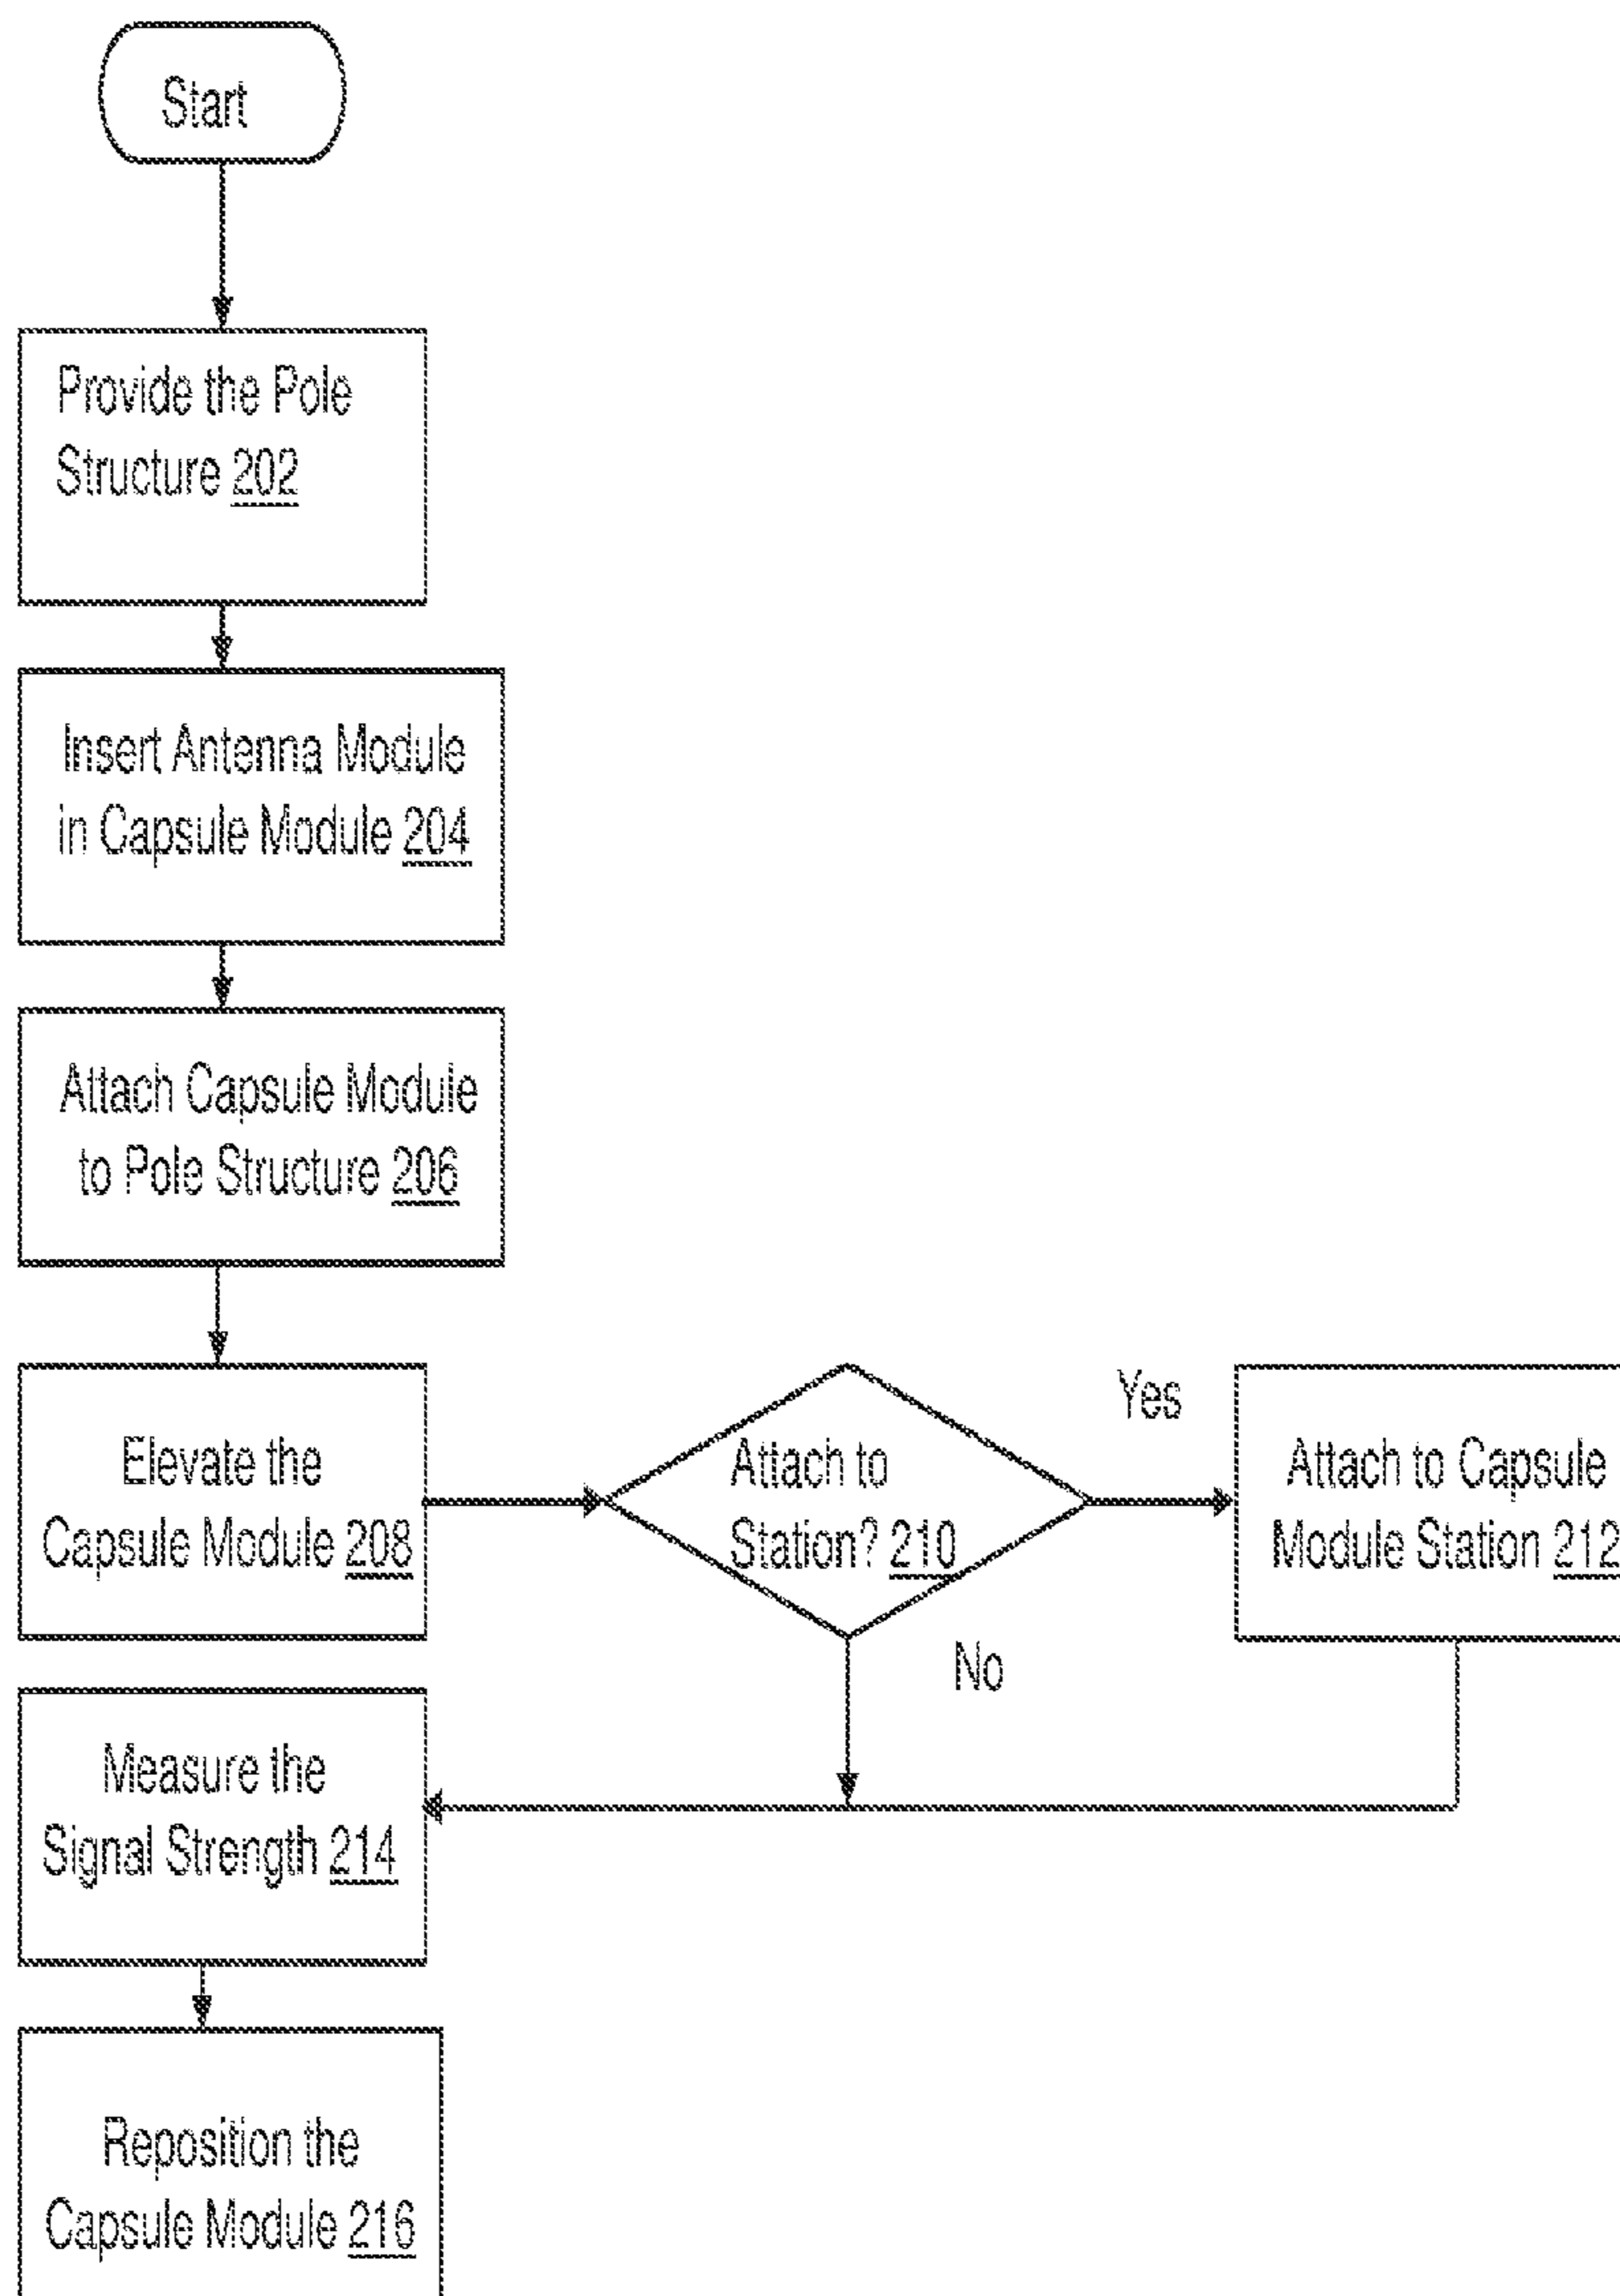 Start
Provide the Pole
Structure 202
Insert Antenna Module
in Capsule Module 204
Attach Capsule Module
to Pole Structure 206
Elevate the
Capsule Module 208
Attach to
Station? 210
Yes
Attach to Capsule
Module Station 212
No
Measure the
Signal Strength 214
Reposition the
Capsule Module 216